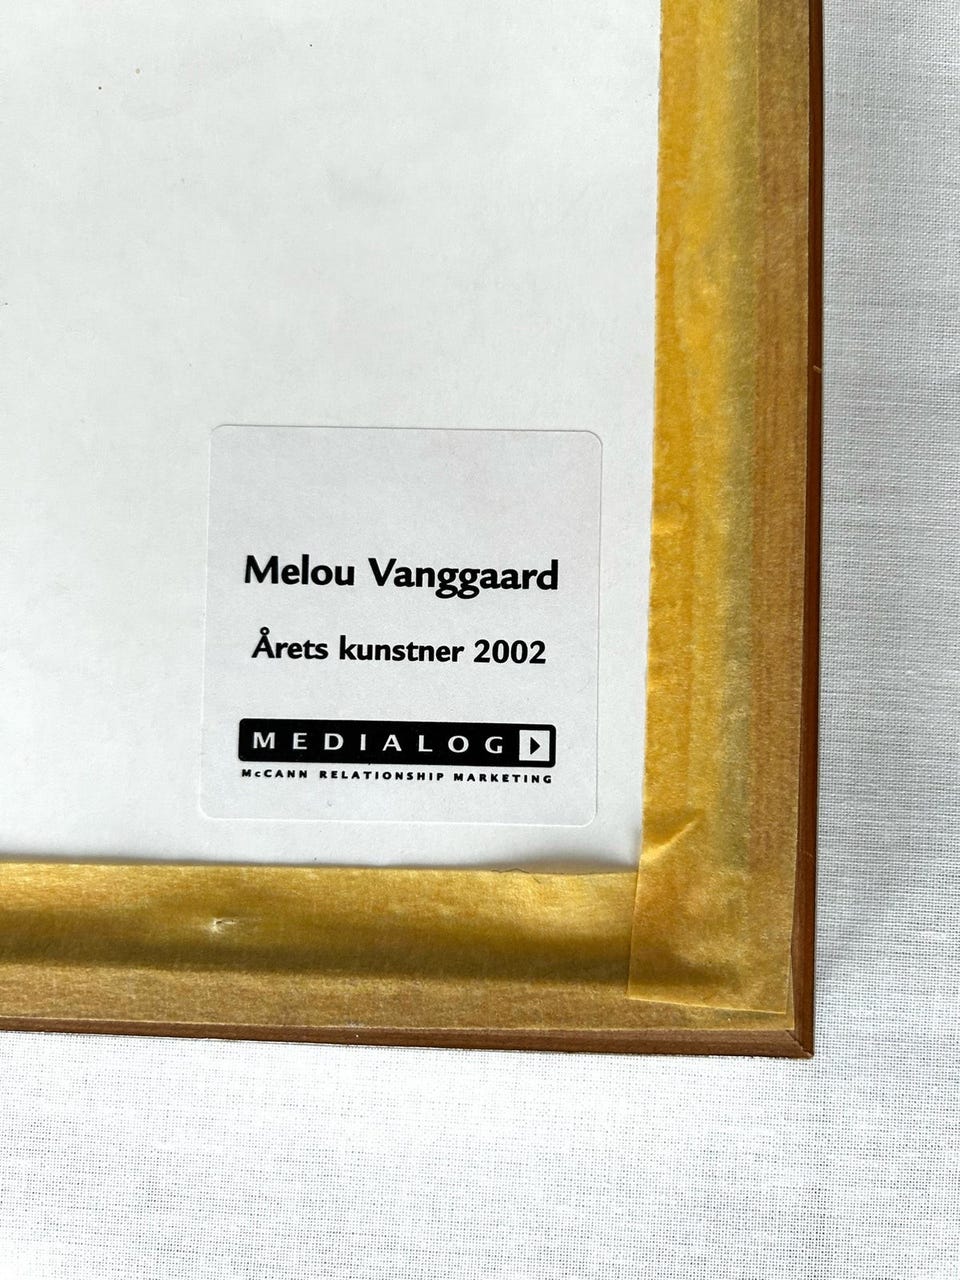 Melou Vanggaard
Årets kunstner 2002
MEDIALOG
McCANN RELATIONSHIP MARKETING